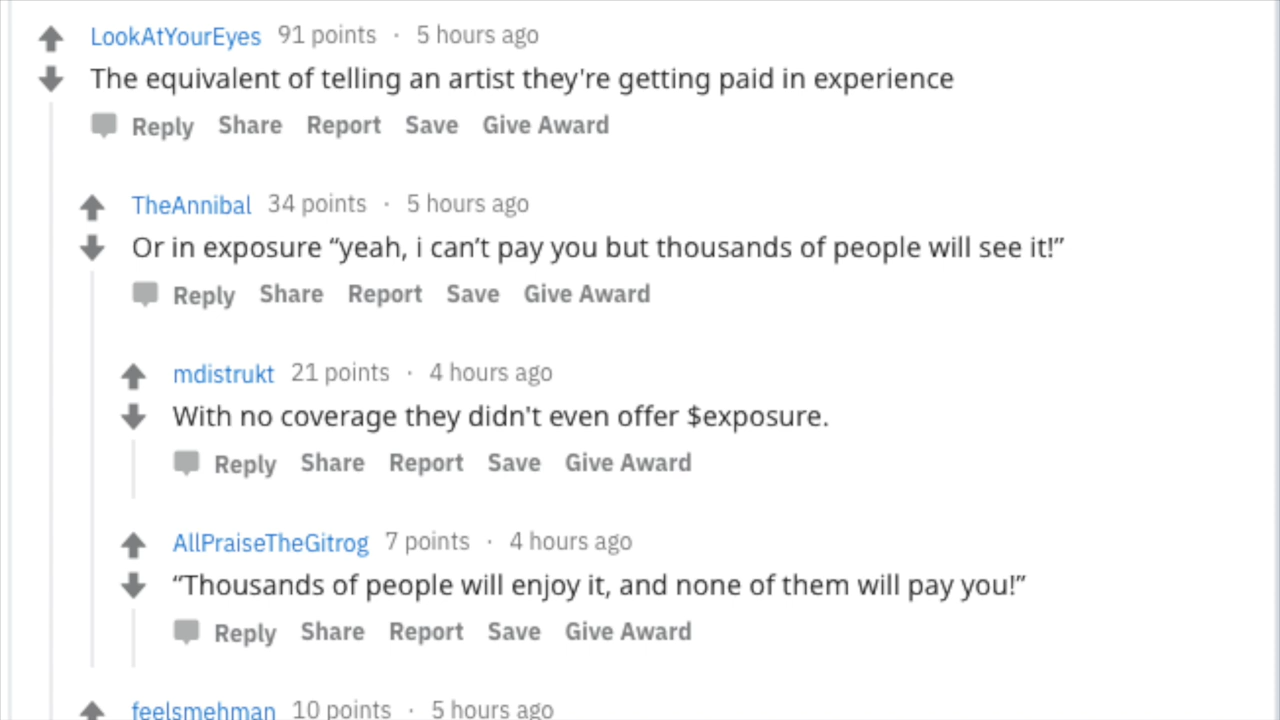 LookAtYourEyes 91 points · 5 hours ago
The equivalent of telling an artist they're getting paid in experience
Reply Share Report Save Give Award
TheAnnibal 34 points · 5 hours ago
Or in exposure “yeah, i can’t pay you but thousands of people will see it!”
Reply Share Report Save Give Award
mdistrukt 21 points · 4 hours ago
With no coverage they didn't even offer $exposure.
Reply Share Report Save Give Award
AllPraiseTheGitrog 7 points · 4 hours ago
“Thousands of people will enjoy it, and none of them will pay you!”
Reply Share Report Save Give Award
feelsmehman 10 points · 5 hours ago